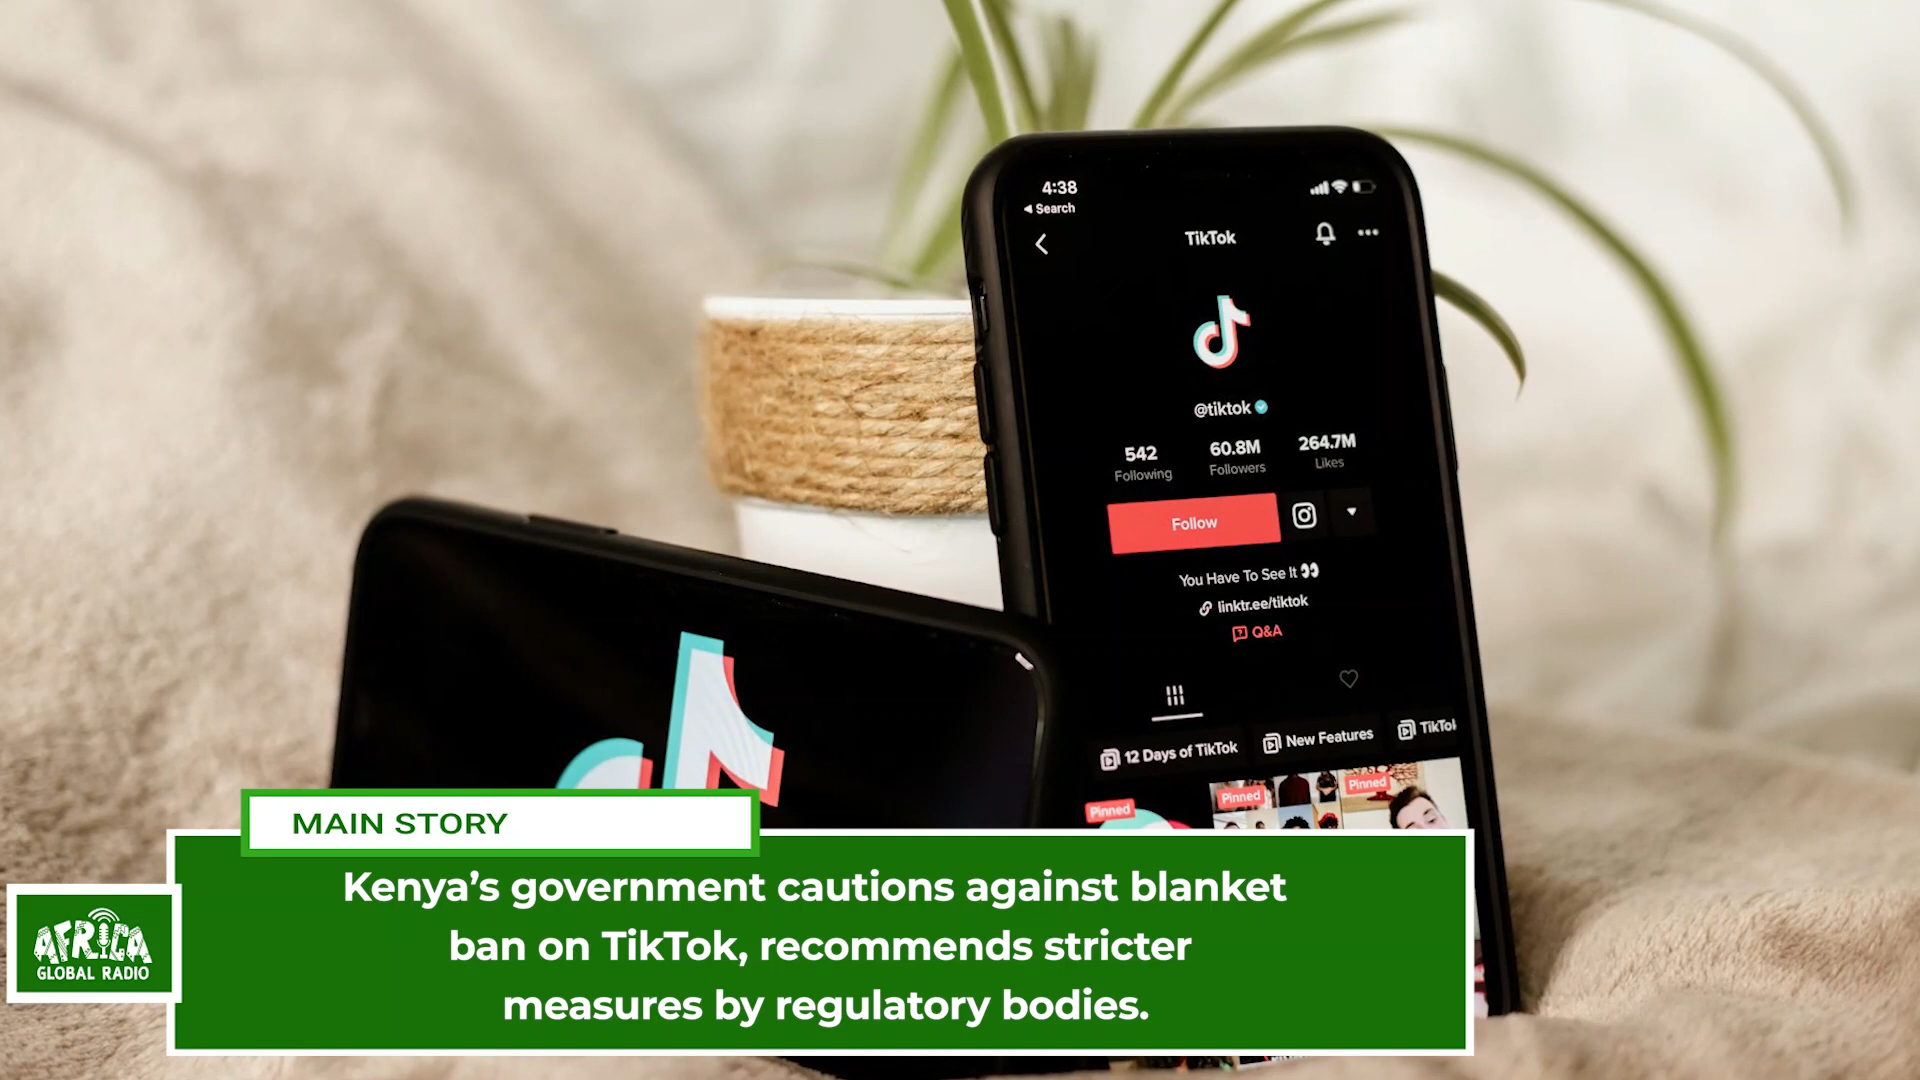 4:38
Search
TikTok
@tiktok
542 60.8M 264.7M
Following Followers Likes
Follow
You Have To See It
linktr.ee/tiktok
Q&A
12 Days of TikTok New Features TikTok
Pinned Pinned Pinned
MAIN STORY
Kenya’s government cautions against blanket
ban on TikTok, recommends stricter
measures by regulatory bodies.
AFRICA
GLOBAL RADIO